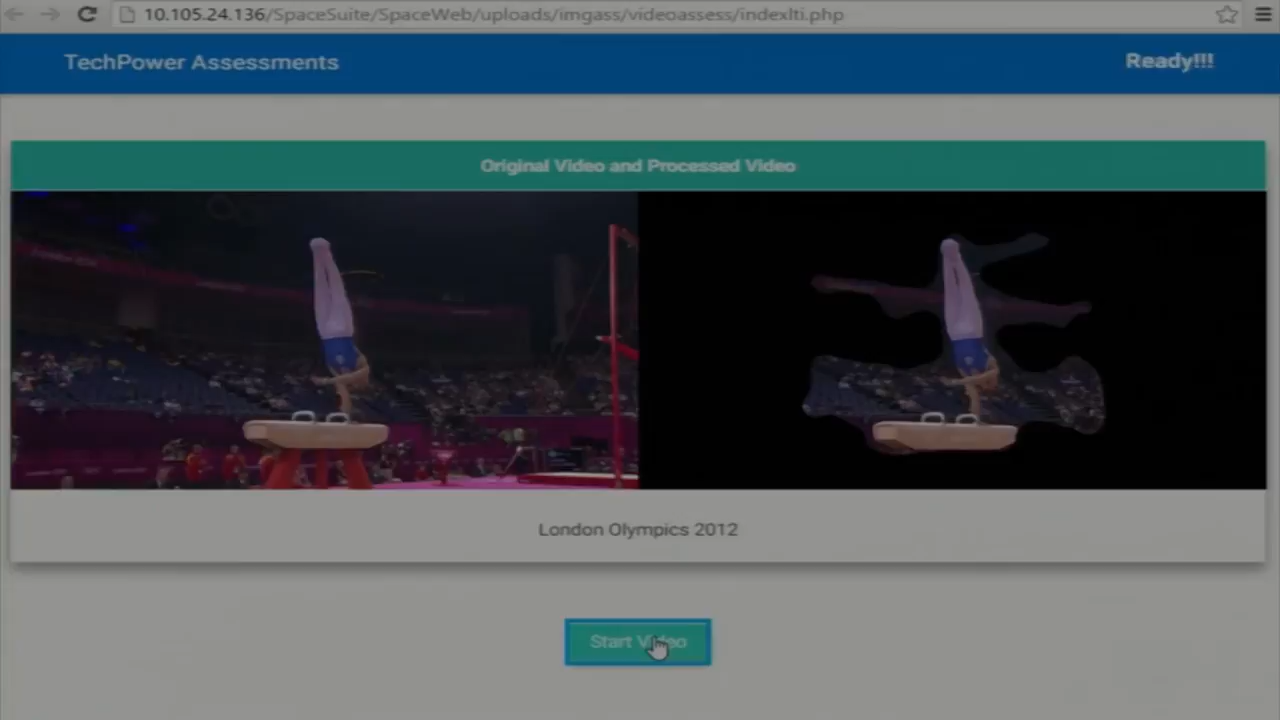 10.105.24.136/SpaceSuite/SpaceWeb/uploads/imgass/videoassess/indexlti.php
TechPower Assessments
Ready!!!
Original Video and Processed Video
London Olympics 2012
Start Video